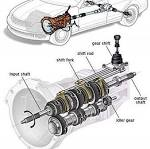 gear shift
shift rod
shift fork
input shaft
output
shaft
idler gear